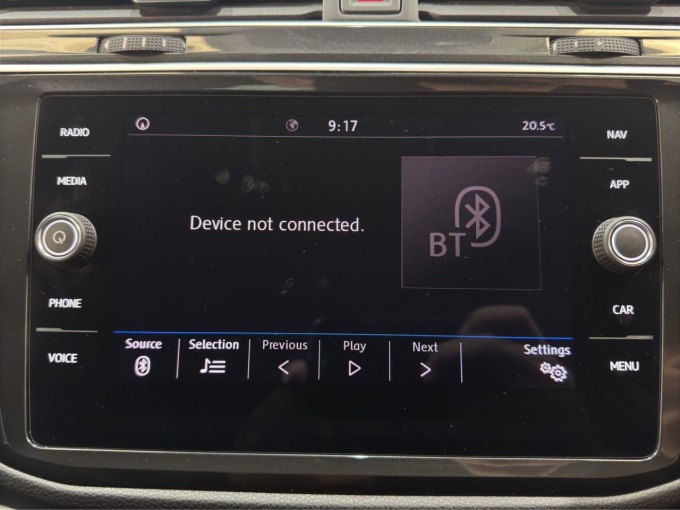 RADIO
MEDIA
PHONE
VOICE
9:17
20.5℃
Device not connected.
BT
Source
Selection
Previous
Play
Next
Settings
NAV
APP
CAR
MENU